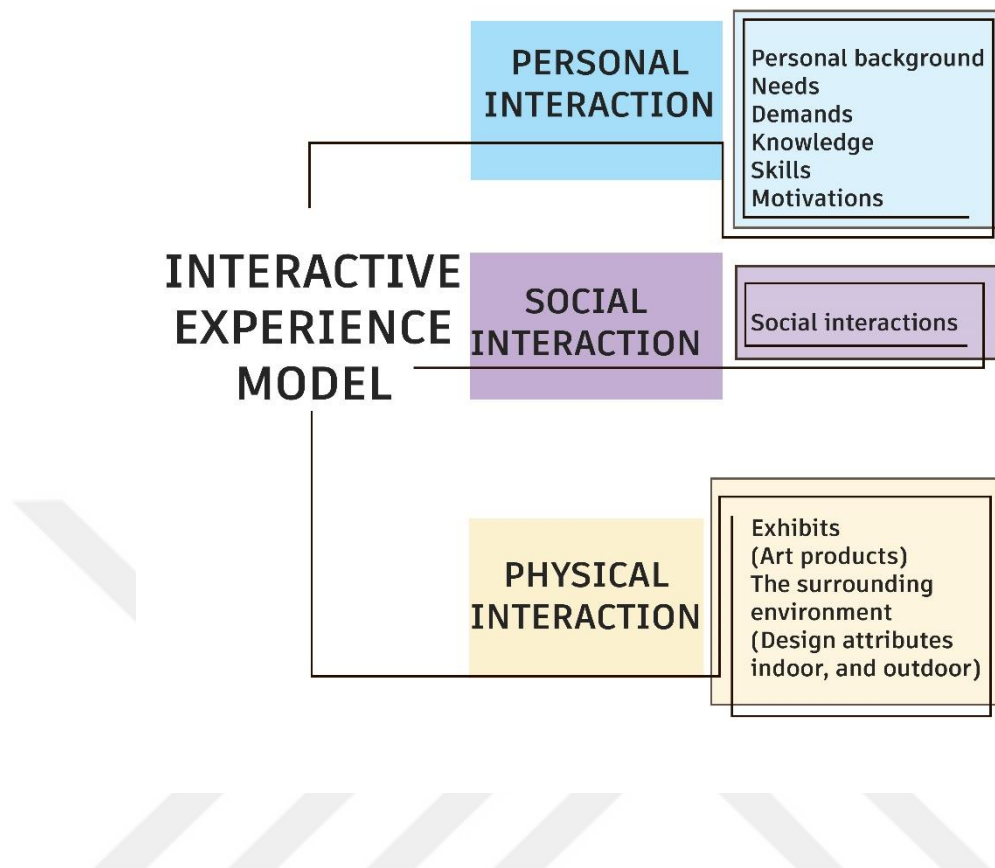 INTERACTIVE
EXPERIENCE
MODEL
PERSONAL
INTERACTION
Personal background
Needs
Demands
Knowledge
Skills
Motivations
SOCIAL
INTERACTION
Social interactions
PHYSICAL
INTERACTION
Exhibits
(Art products)
The surrounding
environment
(Design attributes
indoor, and outdoor)